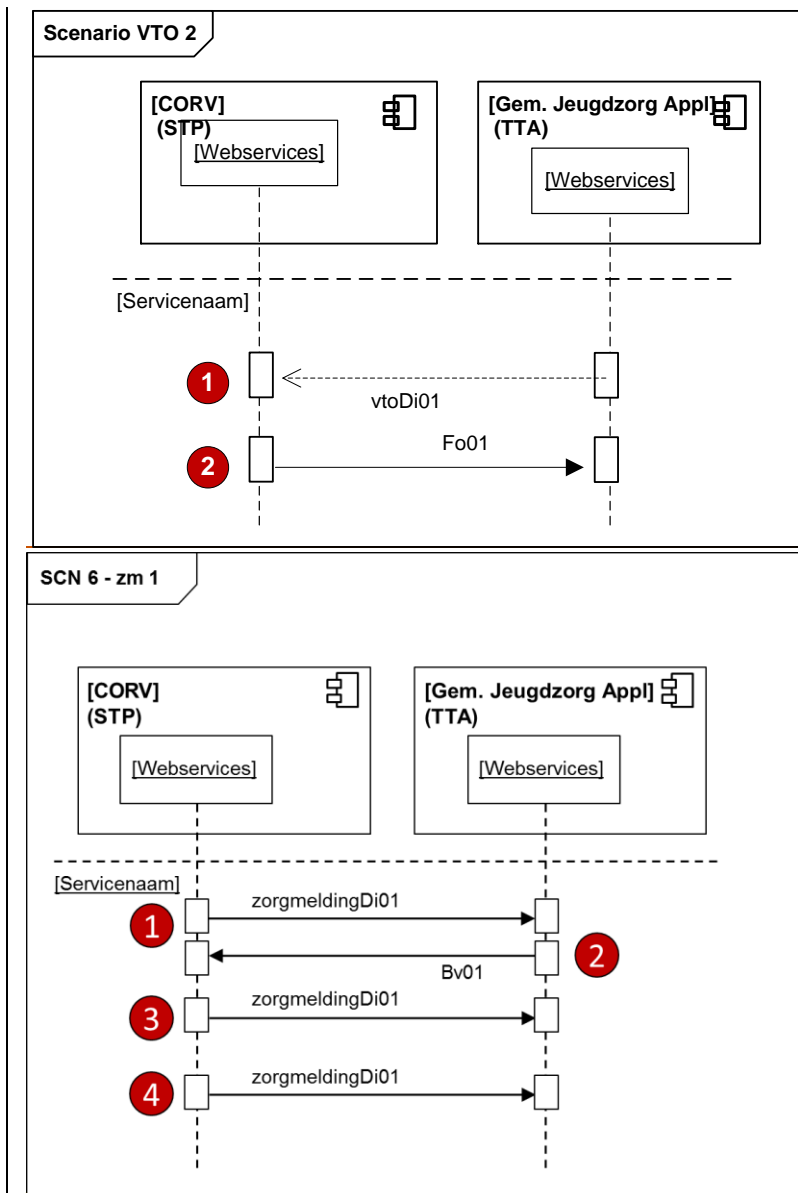 Scenario VTO 2
[CORV]
(STP)
[Webservices]
[Gem. Jeugdzorg Appl]
(TTA)
[Webservices]
[Servicenaam]
1
vtoDi01
2
Fo01
SCN 6 - zm 1
[CORV]
(STP)
[Webservices]
[Gem. Jeugdzorg Appl]
(TTA)
[Webservices]
[Servicenaam]
1
zorgmeldingDi01
2
Bv01
3
zorgmeldingDi01
4
zorgmeldingDi01